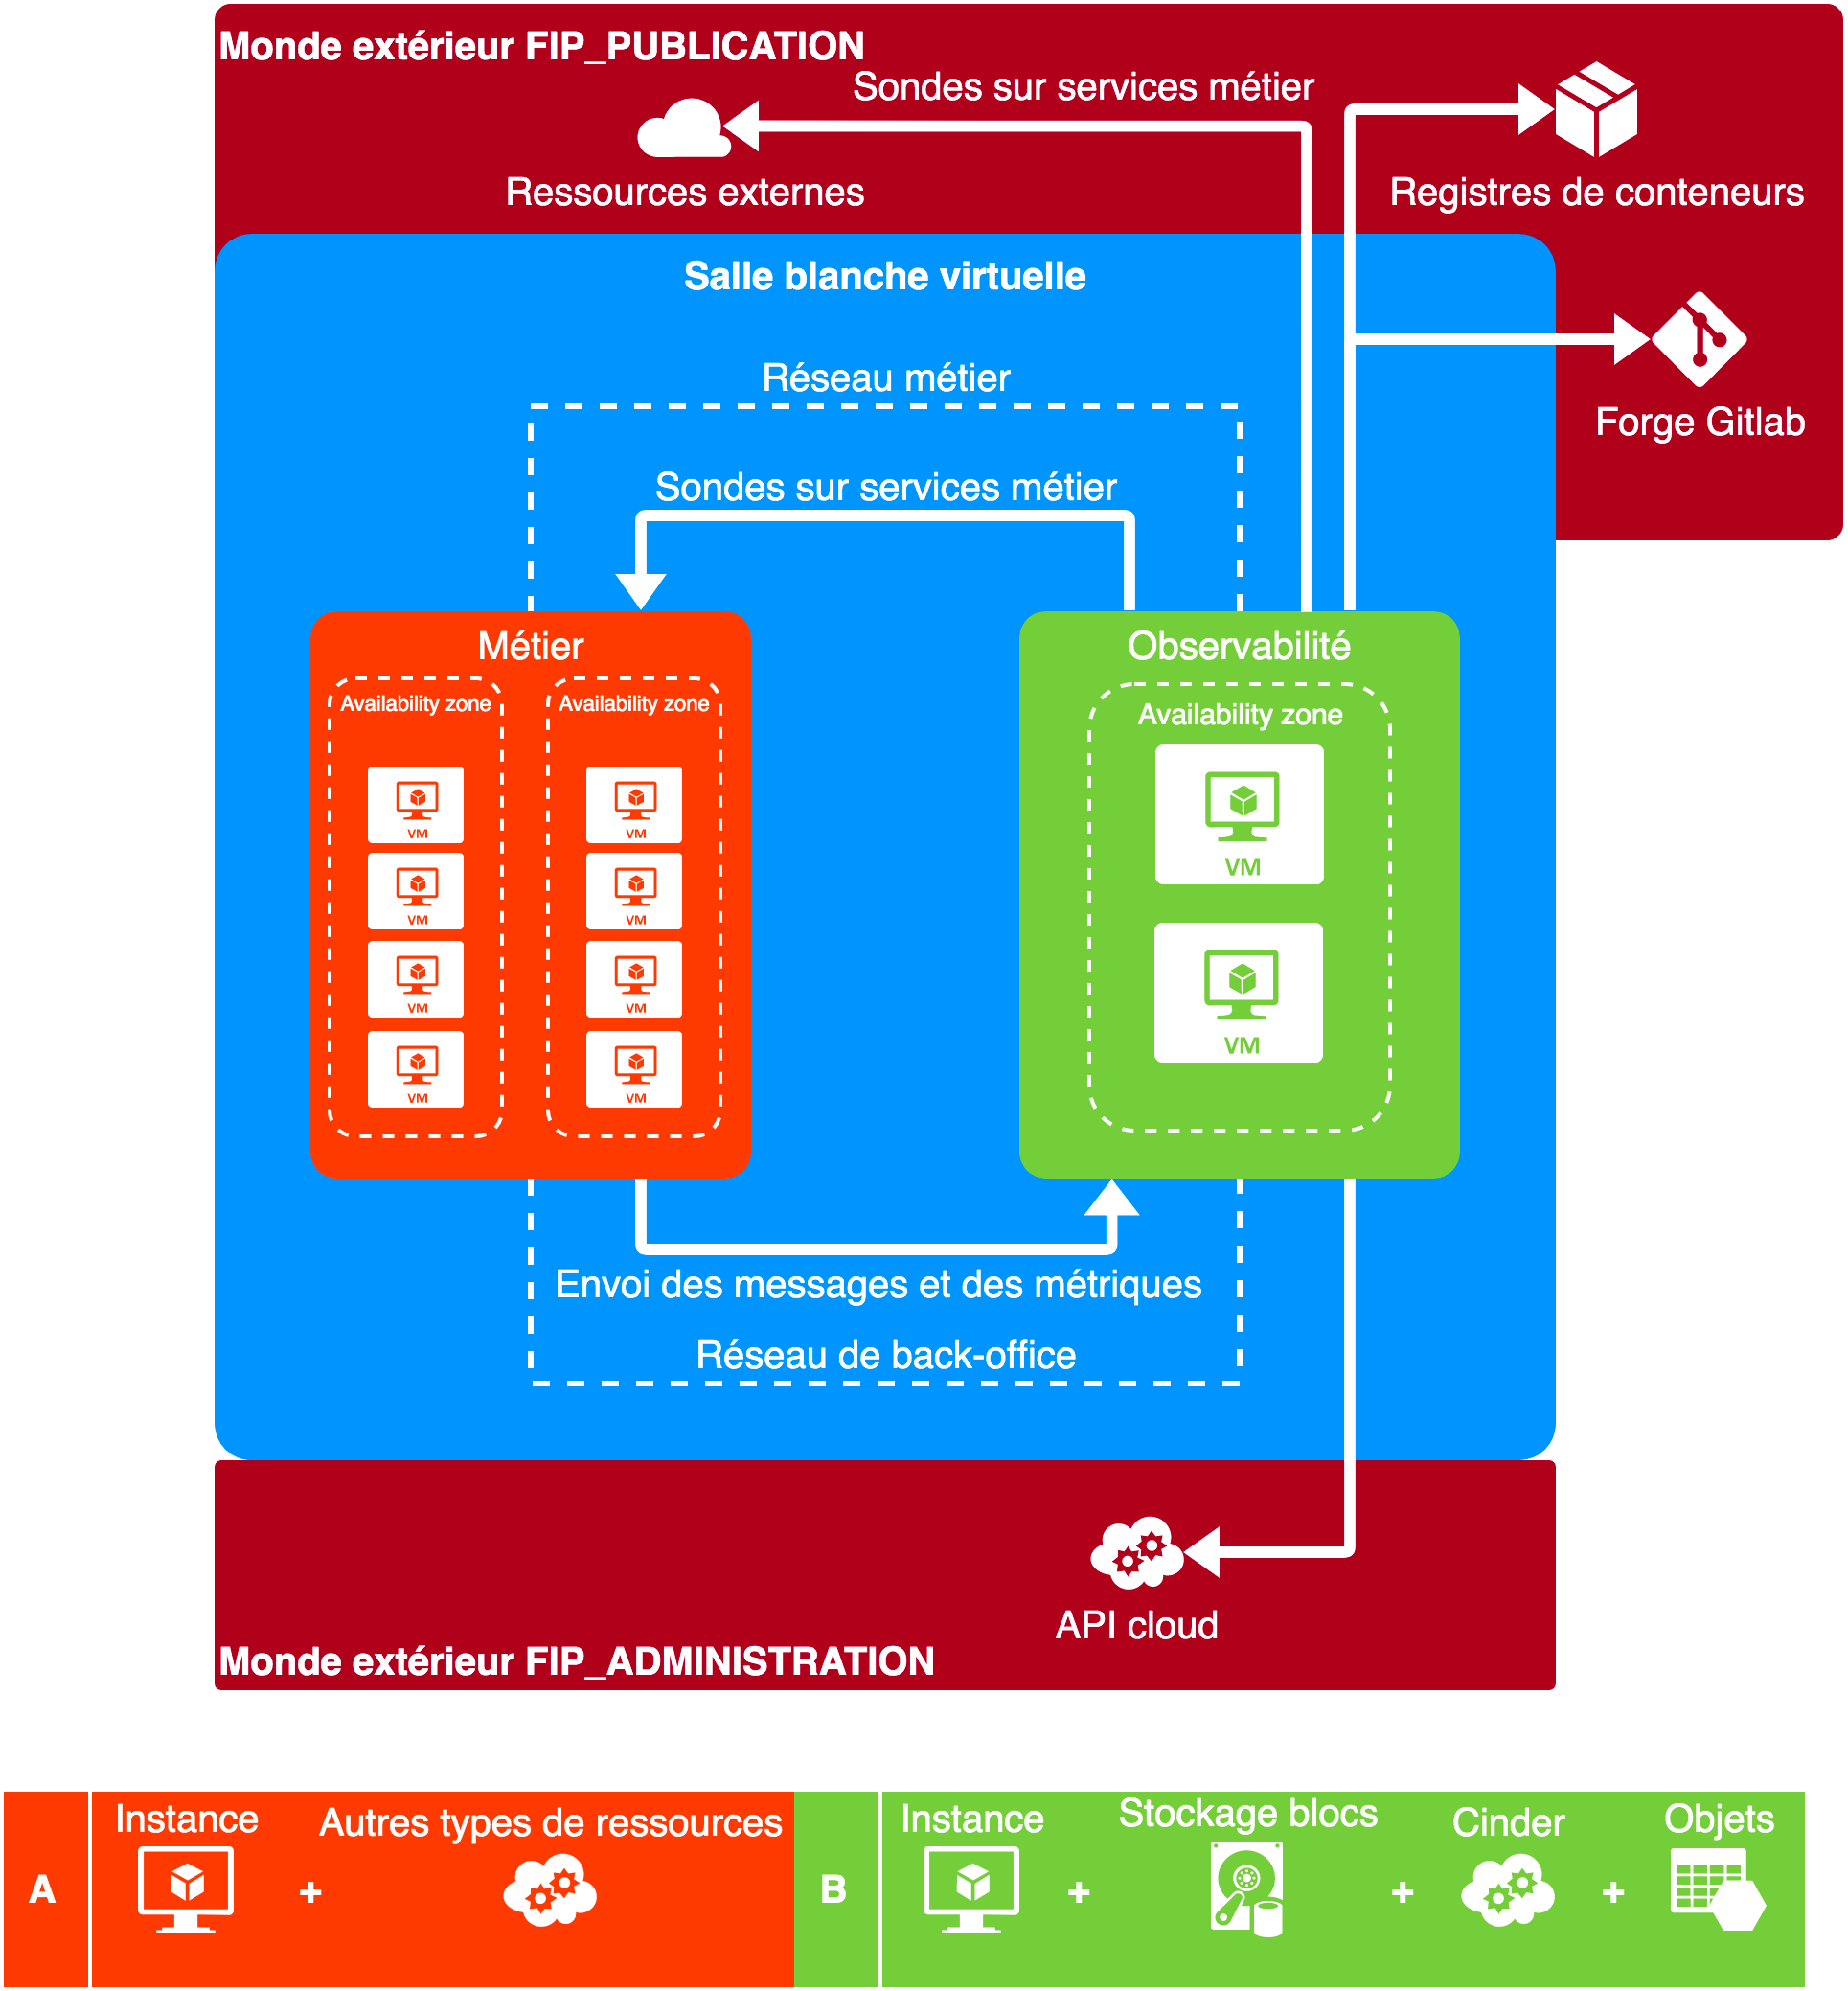 Monde extérieur FIP_PUBLICATION
Sondes sur services métier
Ressources externes
Registres de conteneurs
Salle blanche virtuelle
Forge Gitlab
Réseau métier
Sondes sur services métier
Métier
Availability zone
Availability zone
VM
VM
VM
VM
VM
VM
VM
VM
Observabilité
Availability zone
VM
VM
Envoi des messages et des métriques
Réseau de back-office
API cloud
Monde extérieur FIP_ADMINISTRATION
A
Instance
+
Autres types de ressources
B
Instance
+
Stockage blocs
+
Cinder
+
Objets